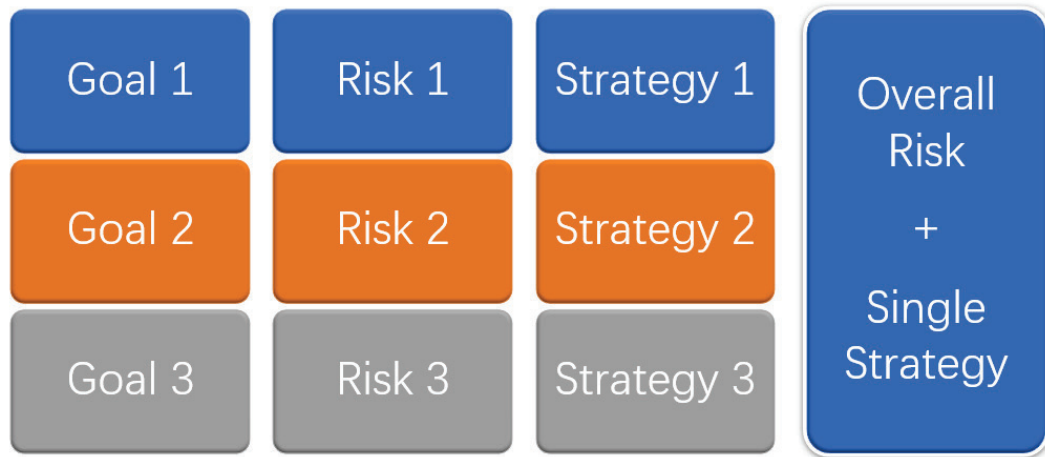 Goal 1
Risk 1
Strategy 1
Goal 2
Risk 2
Strategy 2
Goal 3
Risk 3
Strategy 3
Overall
Risk
+
Single
Strategy